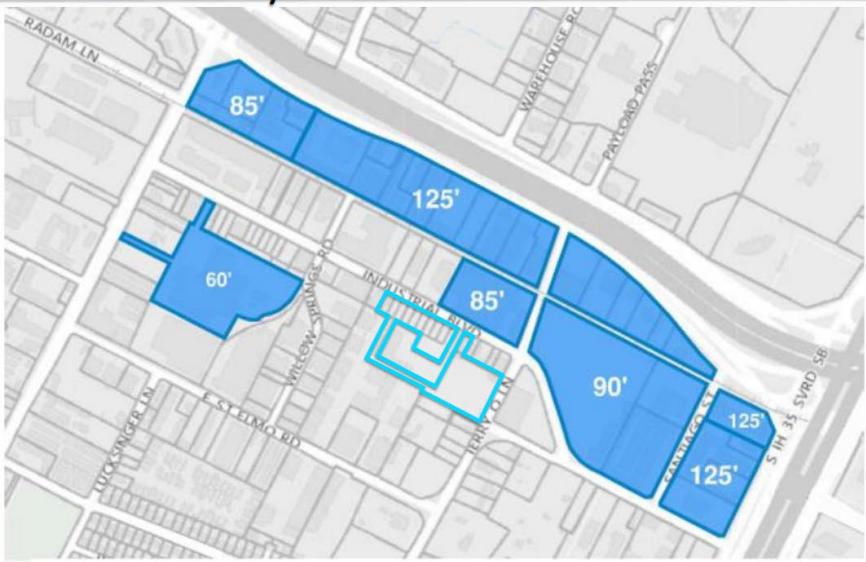 RADAM LN
WAREHOUSE RD
PAYLOAD PASS
85'
125'
60'
WILLOW SPRINGS RD
INDUSTRIAL BLVD
85'
90'
125'
125'
S IH 35 SVRD SB
SANTIAGO ST
TERRY O LN
E ST ELMO RD
LUCKSINGER LN